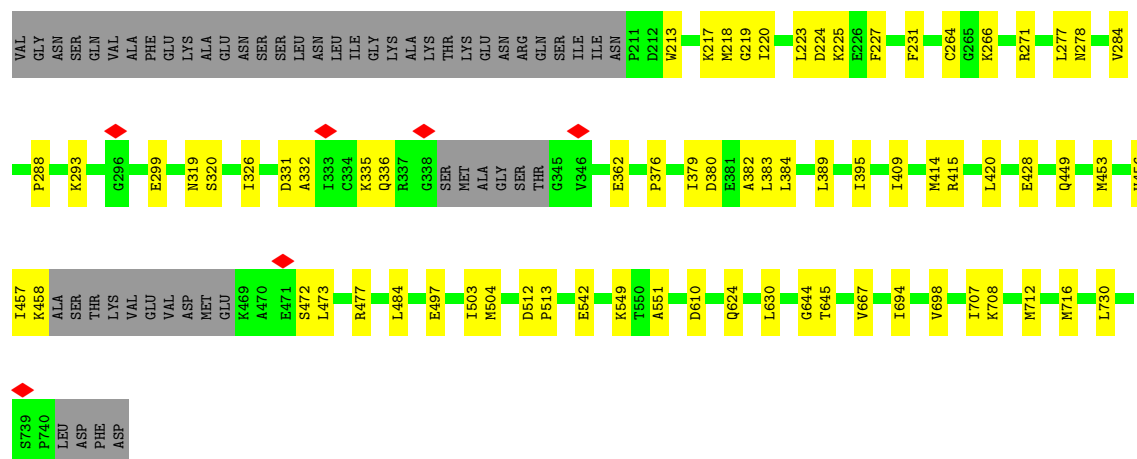 VAL GLY ASN SER GLN VAL ALA PHE GLU LYS ALA GLU ASN SER SER LEU ASN LEU ILE GLY LYS ALA LYS THR LYS GLU ASN ARG GLN SER ILE ILE ASN P211 D212 W213 K217 M218 G219 I220 L223 D224 K225 E226 F227 F231 C264 G265 K266 R271 L277 N278 V284
P288 K293 G296 E299 N319 S320 I326 D331 A332 I333 C334 K335 Q336 R337 G338 SER MET ALA GLY SER THR G345 V346 E362 P376 I379 D380 E381 A382 L383 L384 L389 I395 I409 M414 R415 L420 E428 Q449 M453
I457 K458 ALA SER THR LYS VAL GLU VAL ASP MET GLU K469 A470 E471 S472 L473 R477 L484 E497 I503 M504 D512 P513 E542 K549 T550 A551 D610 Q624 L630 G644 T645 V667 I694 V698 I707 K708 M712 M716 L730
S739 P740 LEU ASP PHE ASP